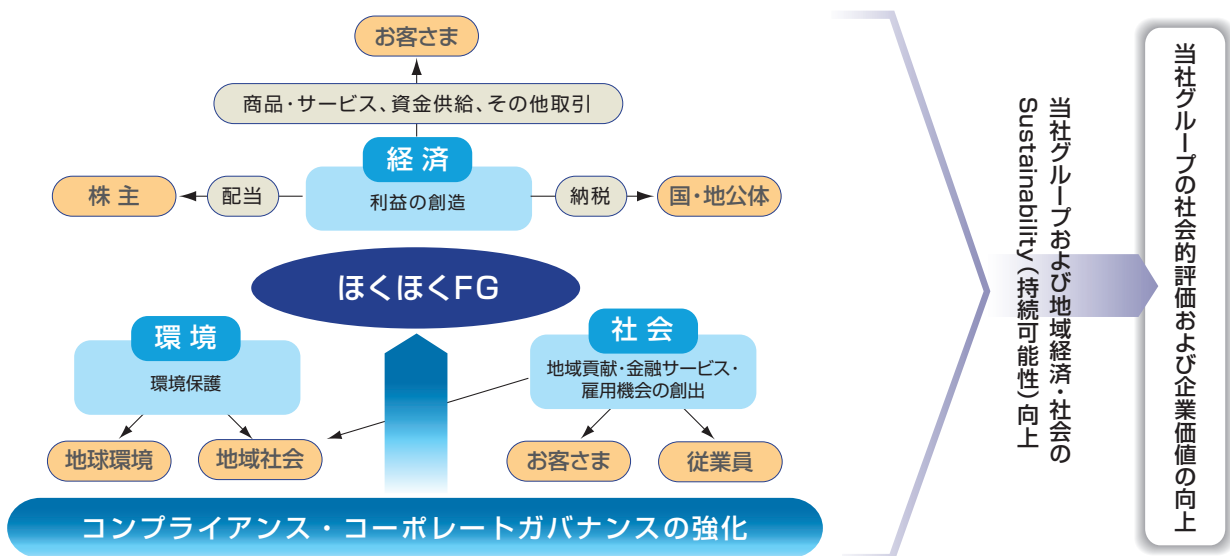 お客さま
商品・サービス、資金供給、その他取引
経済
利益の創造
株主
配当
納税
国・地公体
ほくほくFG
環境
環境保護
社会
地域貢献・金融サービス・
雇用機会の創出
地球環境
地域社会
お客さま
従業員
コンプライアンス・コーポレートガバナンスの強化
当社グループおよび地域経済・社会の
Sustainability(持続可能性)向上
当社グループの社会的評価および企業価値の向上